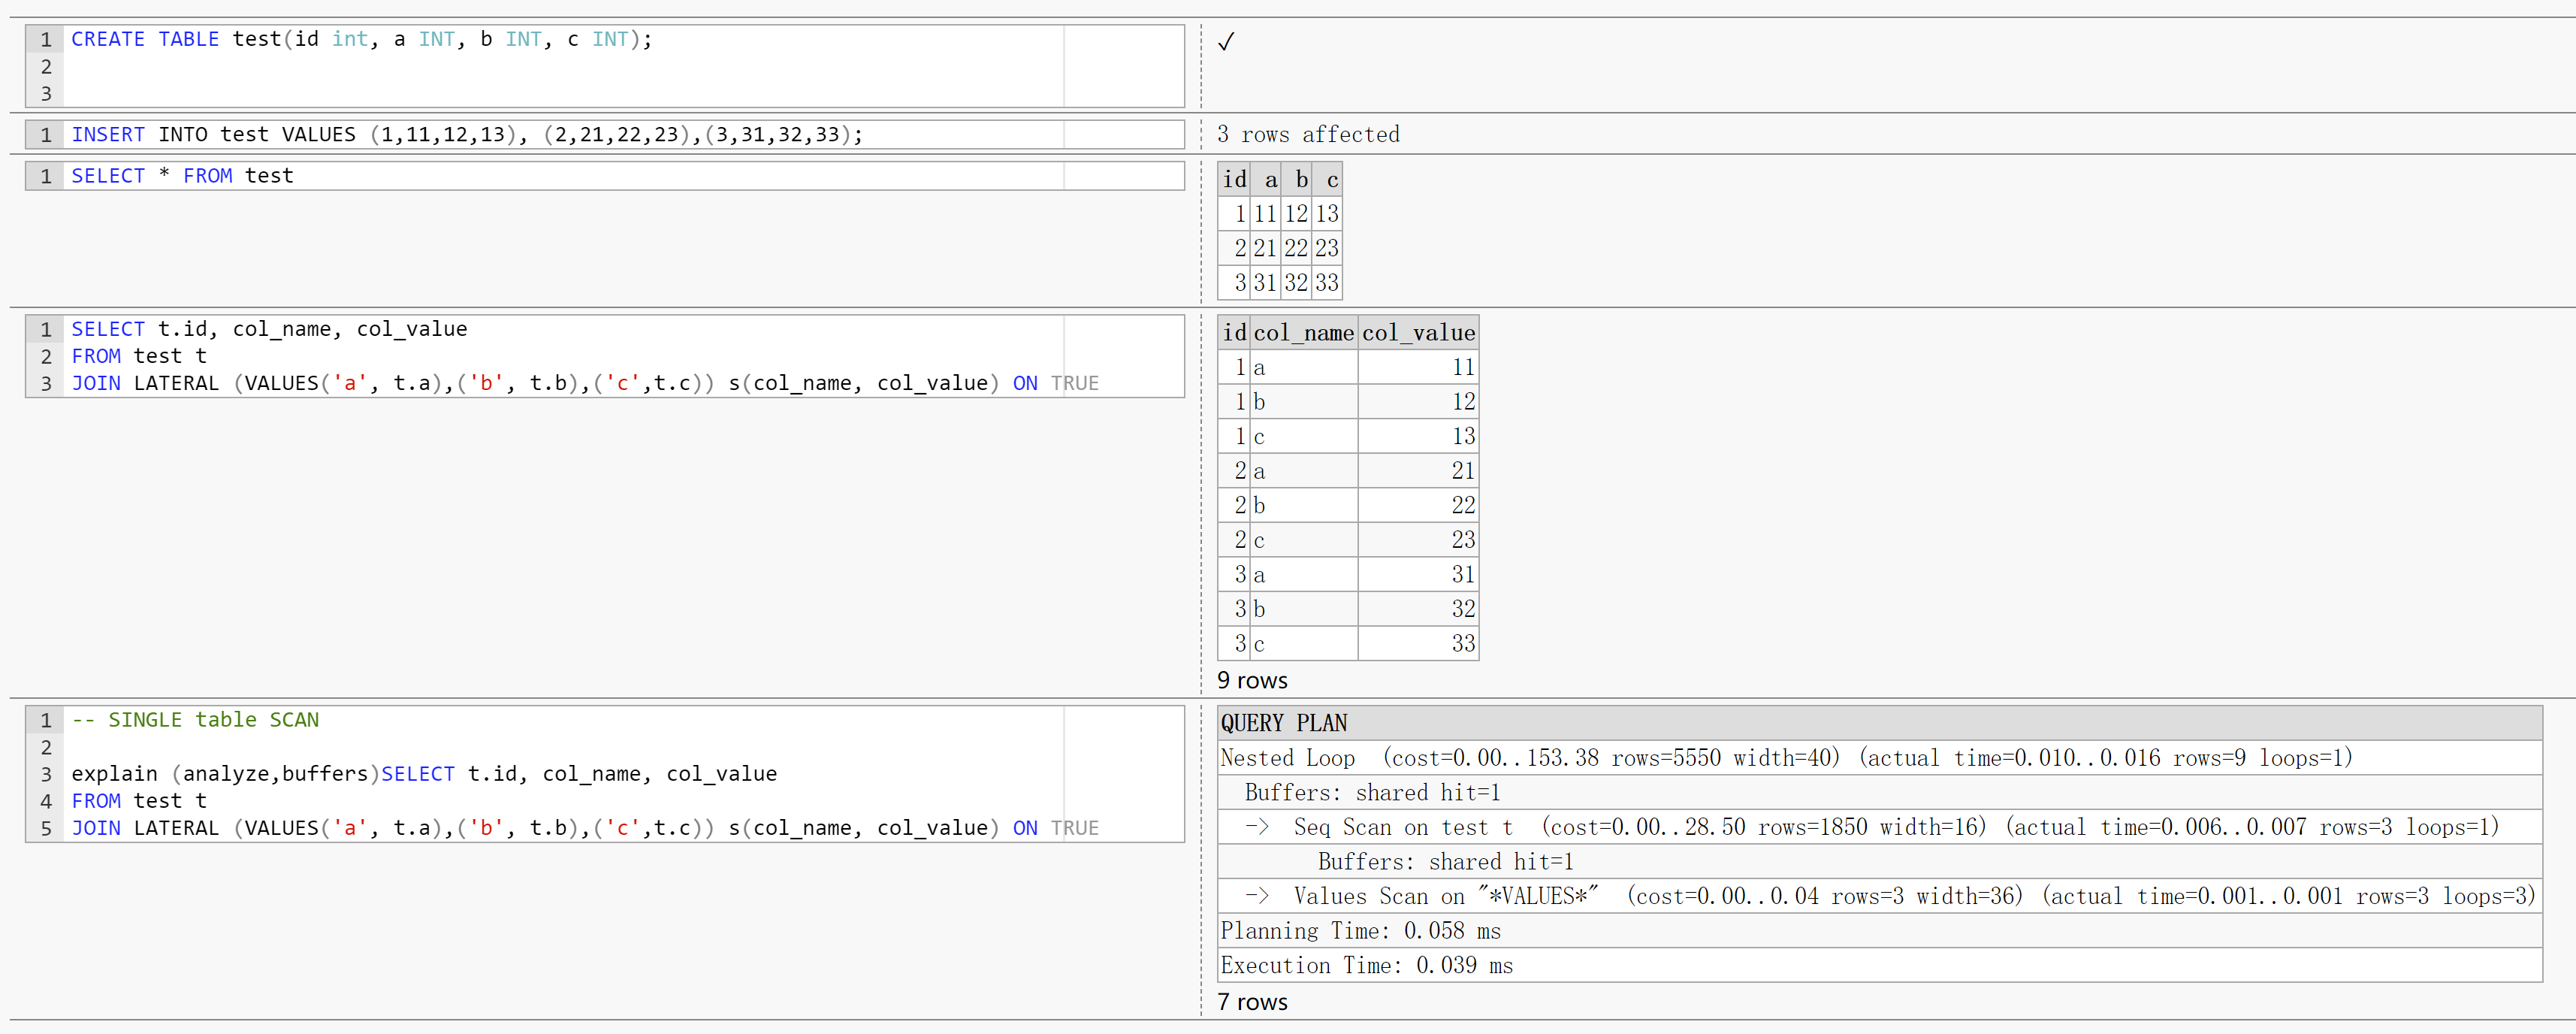 1 CREATE TABLE test(id int, a INT, b INT, c INT);
2
3
✓
1 INSERT INTO test VALUES (1,11,12,13), (2,21,22,23),(3,31,32,33);
3 rows affected
1 SELECT * FROM test
id a b c
1 11 12 13
2 21 22 23
3 31 32 33
1 SELECT t.id, col_name, col_value
2 FROM test t
3 JOIN LATERAL (VALUES('a', t.a),('b', t.b),('c',t.c)) s(col_name, col_value) ON TRUE
id col_name col_value
1 a 11
1 b 12
1 c 13
2 a 21
2 b 22
2 c 23
3 a 31
3 b 32
3 c 33
9 rows
1 -- SINGLE table SCAN
2
3 explain (analyze,buffers)SELECT t.id, col_name, col_value
4 FROM test t
5 JOIN LATERAL (VALUES('a', t.a),('b', t.b),('c',t.c)) s(col_name, col_value) ON TRUE
QUERY PLAN
Nested Loop (cost=0.00..153.38 rows=5550 width=40) (actual time=0.010..0.016 rows=9 loops=1)
Buffers: shared hit=1
-> Seq Scan on test t (cost=0.00..28.50 rows=1850 width=16) (actual time=0.006..0.007 rows=3 loops=1)
Buffers: shared hit=1
-> Values Scan on "*VALUES*" (cost=0.00..0.04 rows=3 width=36) (actual time=0.001..0.001 rows=3 loops=3)
Planning Time: 0.058 ms
Execution Time: 0.039 ms
7 rows